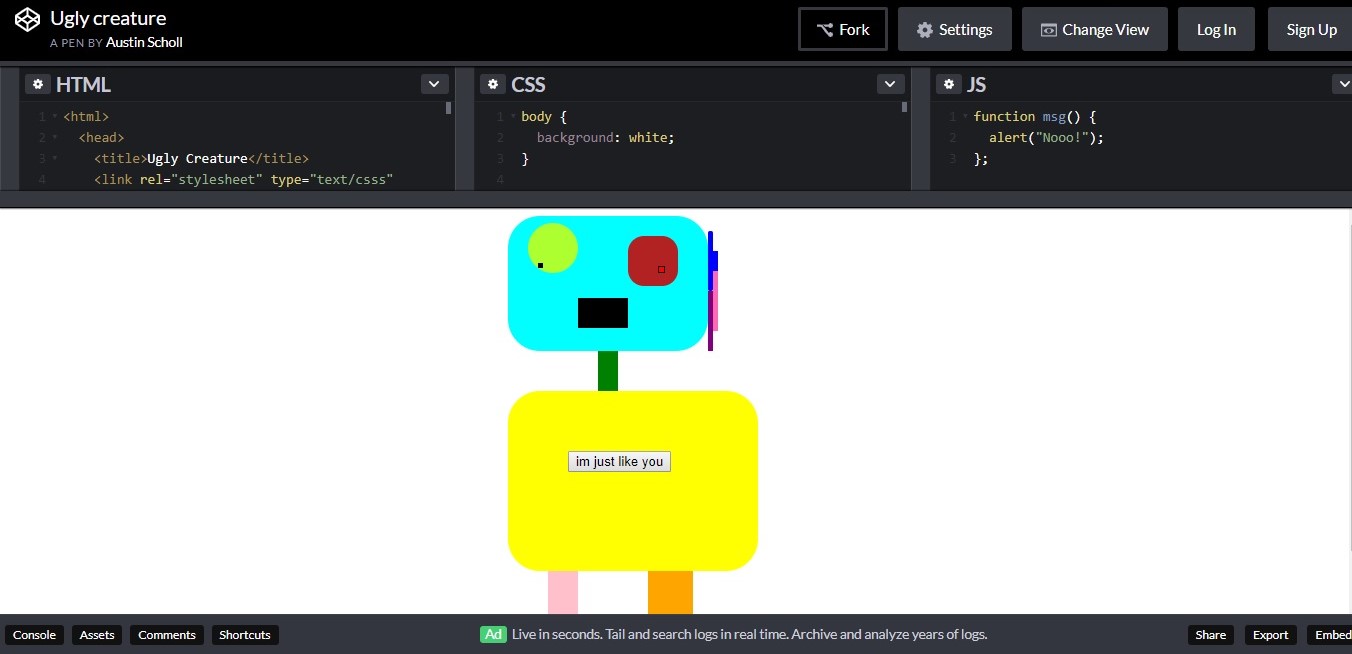 Ugly creature
A PEN BY Austin Scholl
Fork
Settings
Change View
Log In
Sign Up
HTML
1 <html>
2 <head>
3 <title>Ugly Creature</title>
4 <link rel="stylesheet" type="text/csss"
CSS
1 body {
2 background: white;
3 }
4
JS
1 function msg() {
2 alert("Nooo!");
3 };
im just like you
Console
Assets
Comments
Shortcuts
Ad Live in seconds. Tail and search logs in real time. Archive and analyze years of logs.
Share
Export
Embed